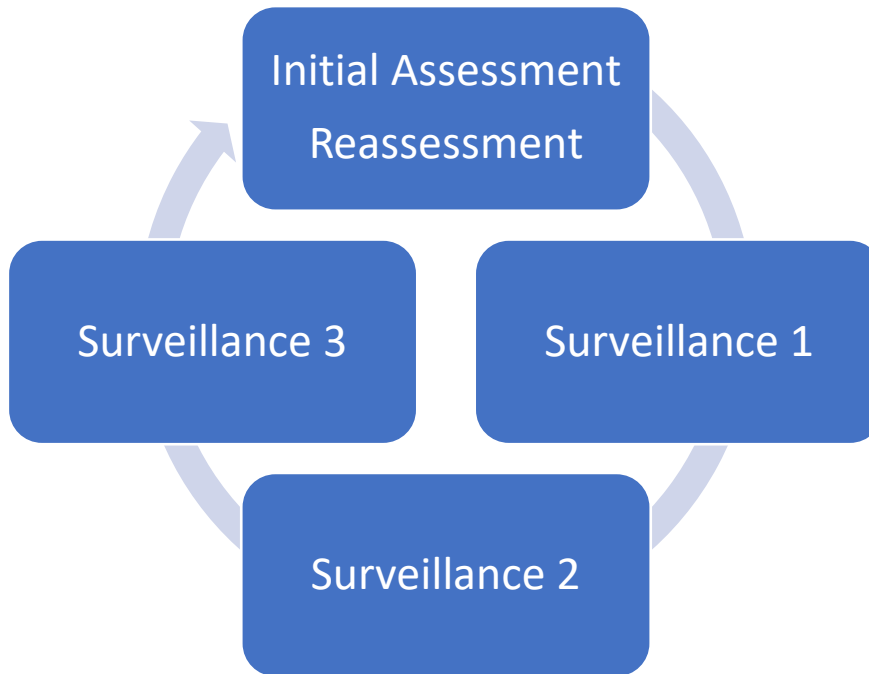 Initial Assessment
Reassessment
Surveillance 3
Surveillance 1
Surveillance 2